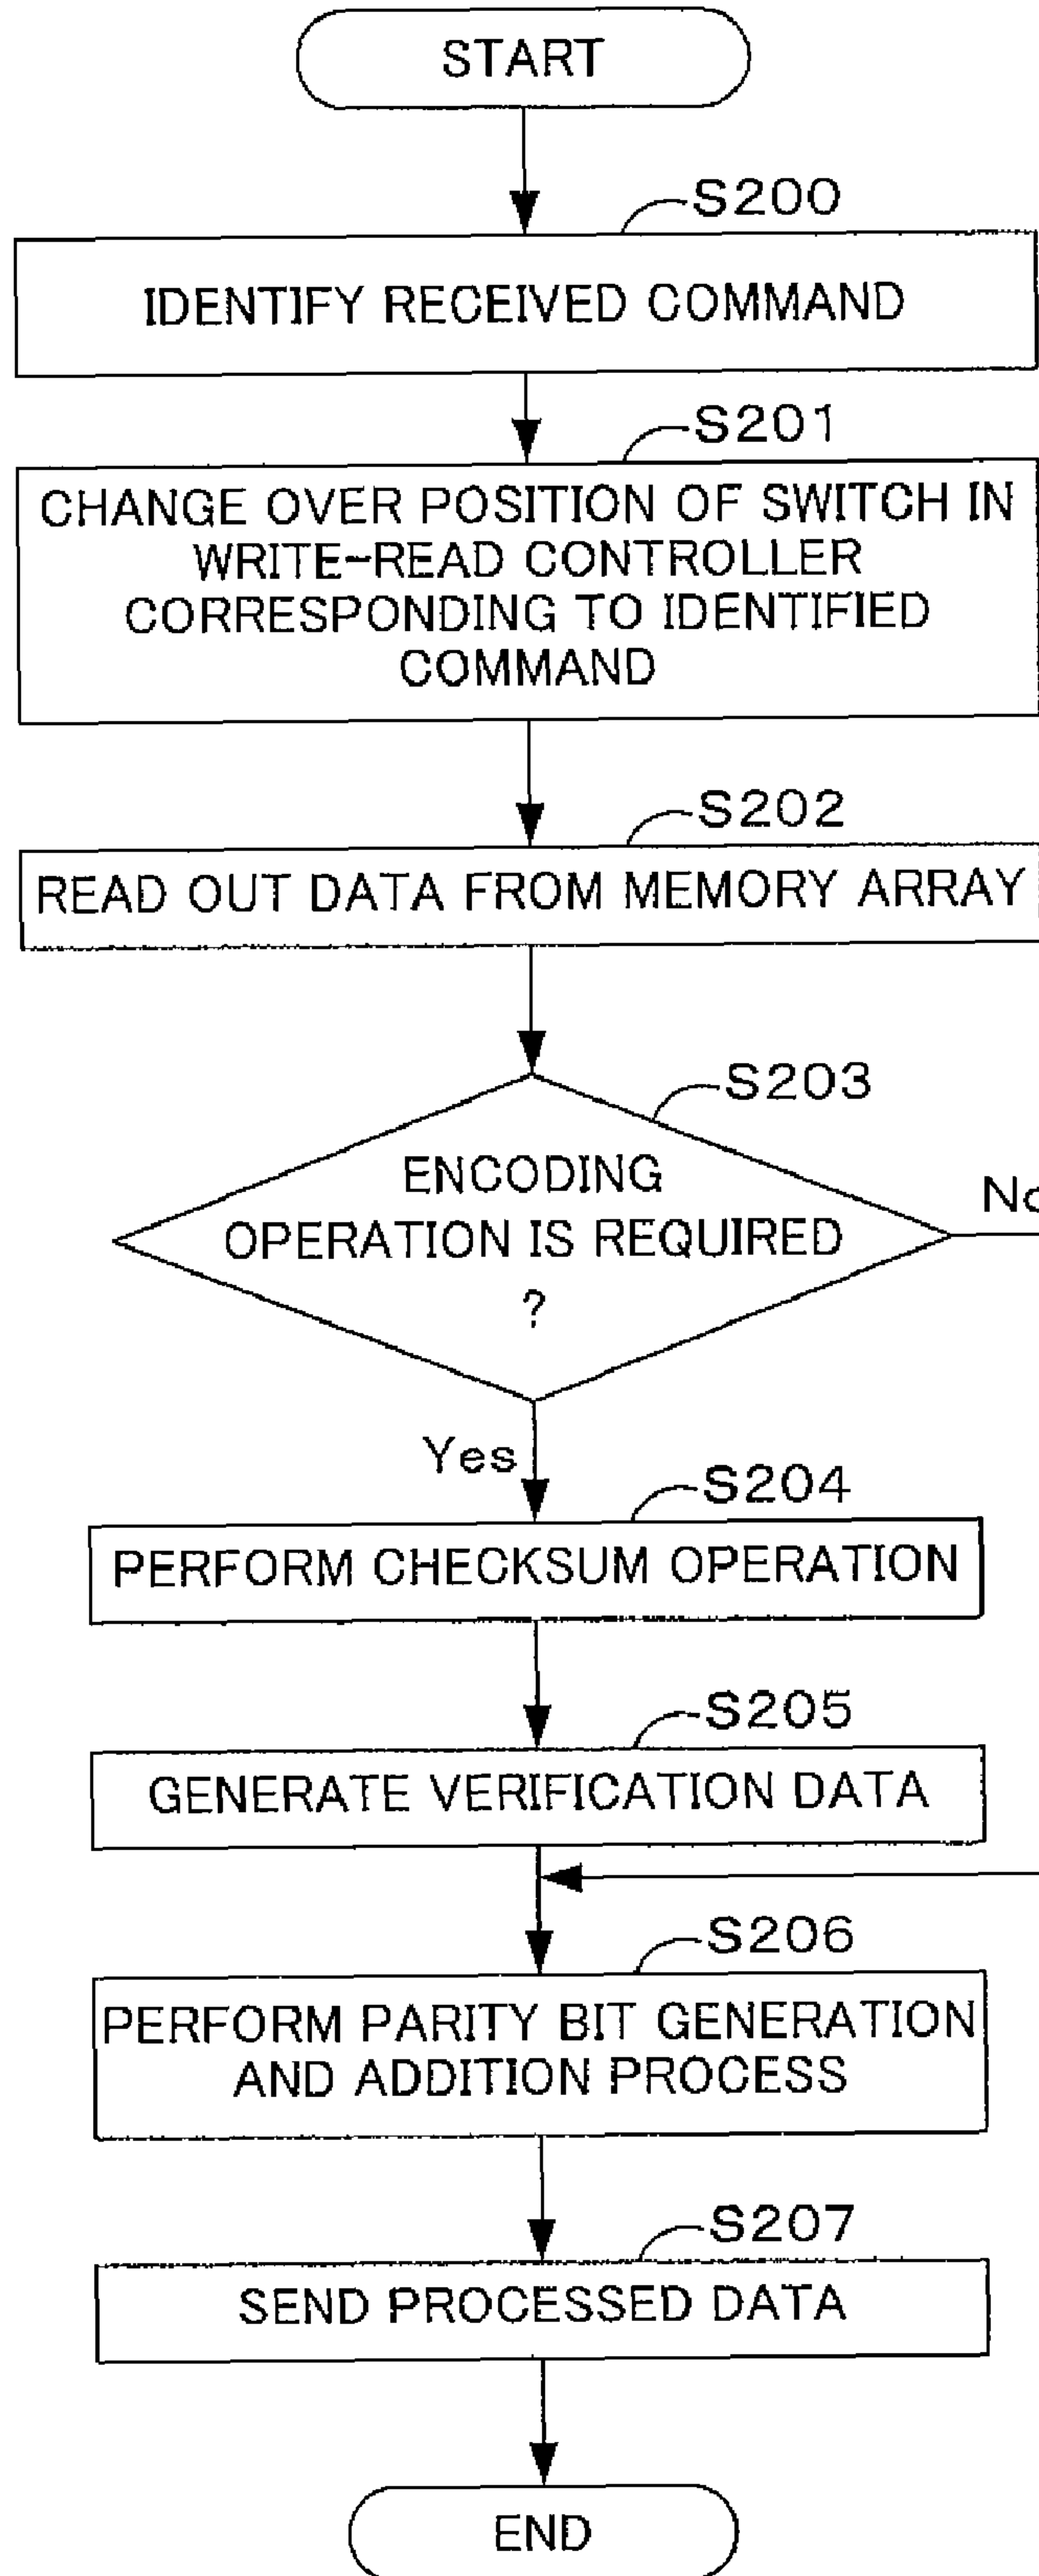 START
S200
IDENTIFY RECEIVED COMMAND
S201
CHANGE OVER POSITION OF SWITCH IN
WRITE-READ CONTROLLER
CORRESPONDING TO IDENTIFIED
COMMAND
S202
READ OUT DATA FROM MEMORY ARRAY
S203
ENCODING
OPERATION IS REQUIRED
?
No
Yes
S204
PERFORM CHECKSUM OPERATION
S205
GENERATE VERIFICATION DATA
S206
PERFORM PARITY BIT GENERATION
AND ADDITION PROCESS
S207
SEND PROCESSED DATA
END